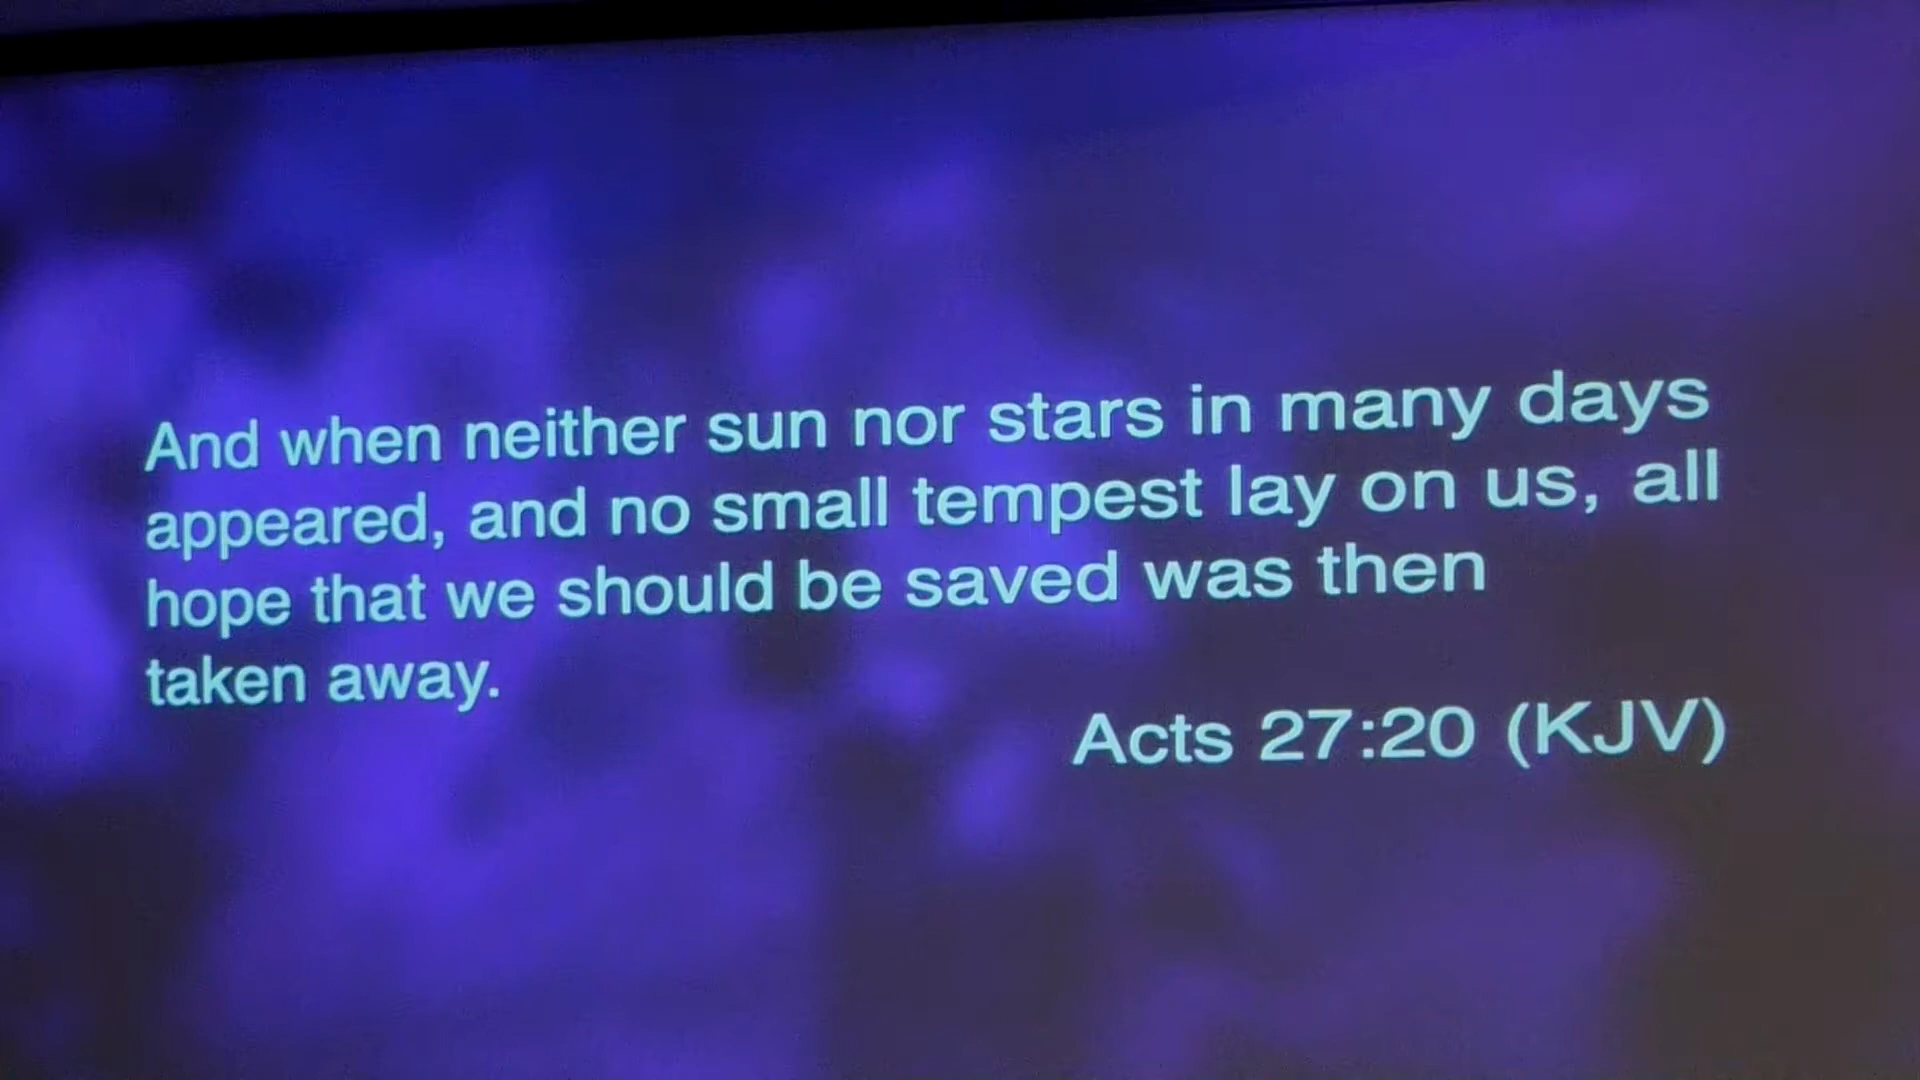 And when neither sun nor stars in many days
appeared, and no small tempest lay on us, all
hope that we should be saved was then
taken away.
Acts 27:20 (KJV)